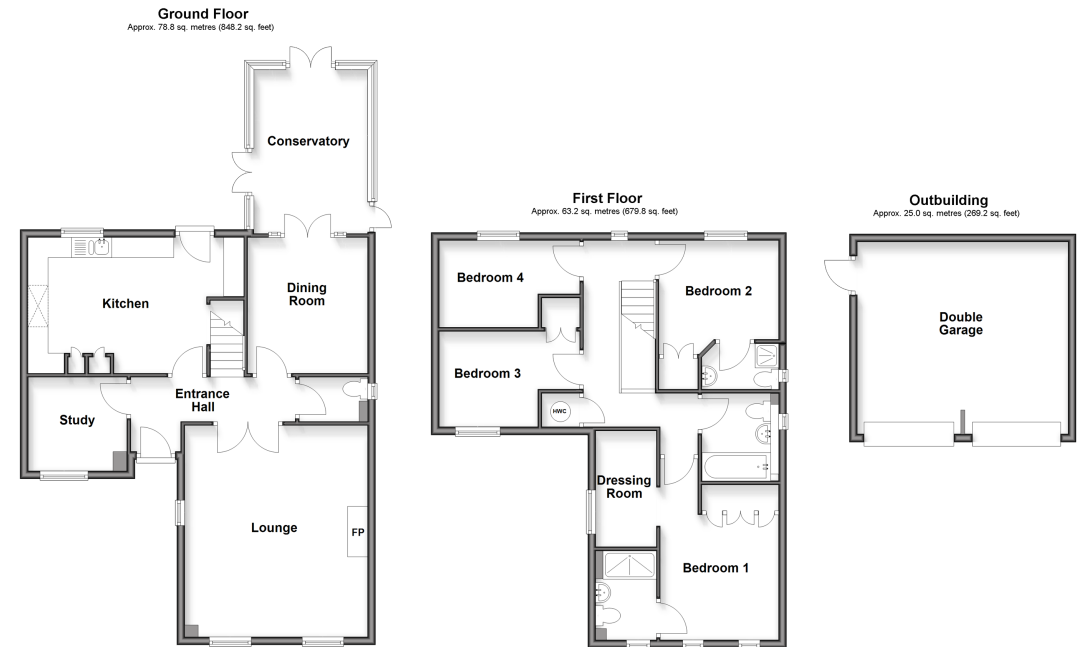 Ground Floor
Approx. 78.8 sq. metres (848.2 sq. feet)
Conservatory
Kitchen
Dining
Room
Entrance
Hall
Study
Lounge
FP
First Floor
Approx. 63.2 sq. metres (679.8 sq. feet)
Bedroom 4
Bedroom 2
Bedroom 3
HWC
Dressing
Room
Bedroom 1
Outbuilding
Approx. 25.0 sq. metres (269.2 sq. feet)
Double
Garage